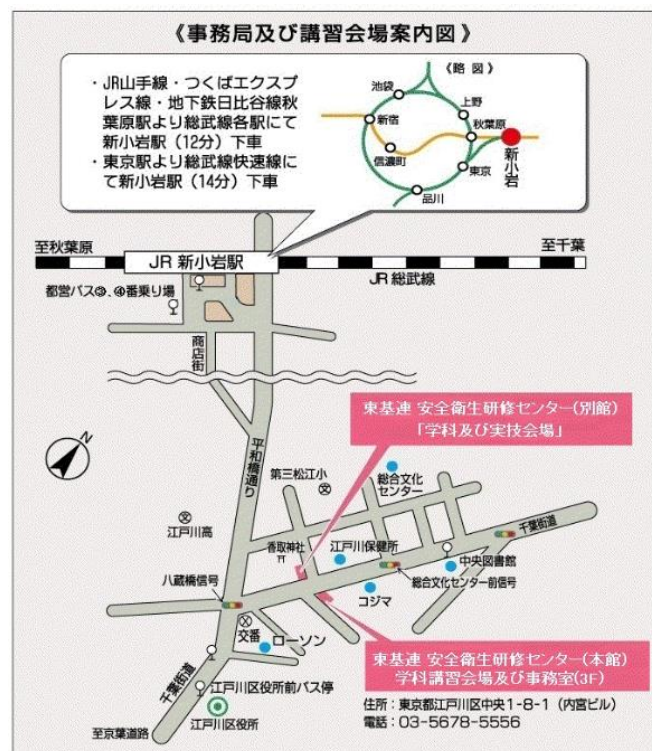 《事務局及び講習会場案内図》
・JR山手線・つくばエクスプ
レス線・地下鉄日比谷線秋
葉原駅より総武線各駅にて
新小岩駅（12分）下車
・東京駅より総武線快速線に
て新小岩駅（14分）下車
《略図》
池袋
上野
新宿
秋葉原
信濃町
東京
新小岩
品川
至秋葉原
JR 新小岩駅
至千葉
JR 総武線
都営バス③、④番乗り場
商店街
平和橋通り
東基連 安全衛生研修センター(別館)
「学科及び実技会場」
N
第三松江小
文
総合文化
センター
文
江戸川高
千葉街道
香取神社
江戸川保健所
中央図書館
八蔵橋信号
総合文化センター前信号
コジマ
交番
ローソン
東基連 安全衛生研修センター(本館)
学科講習会場及び事務室(3F)
千葉街道
江戸川区役所前バス停
住所：東京都江戸川区中央1-8-1（内宮ビル）
電話：03-5678-5556
江戸川区役所
至京葉道路